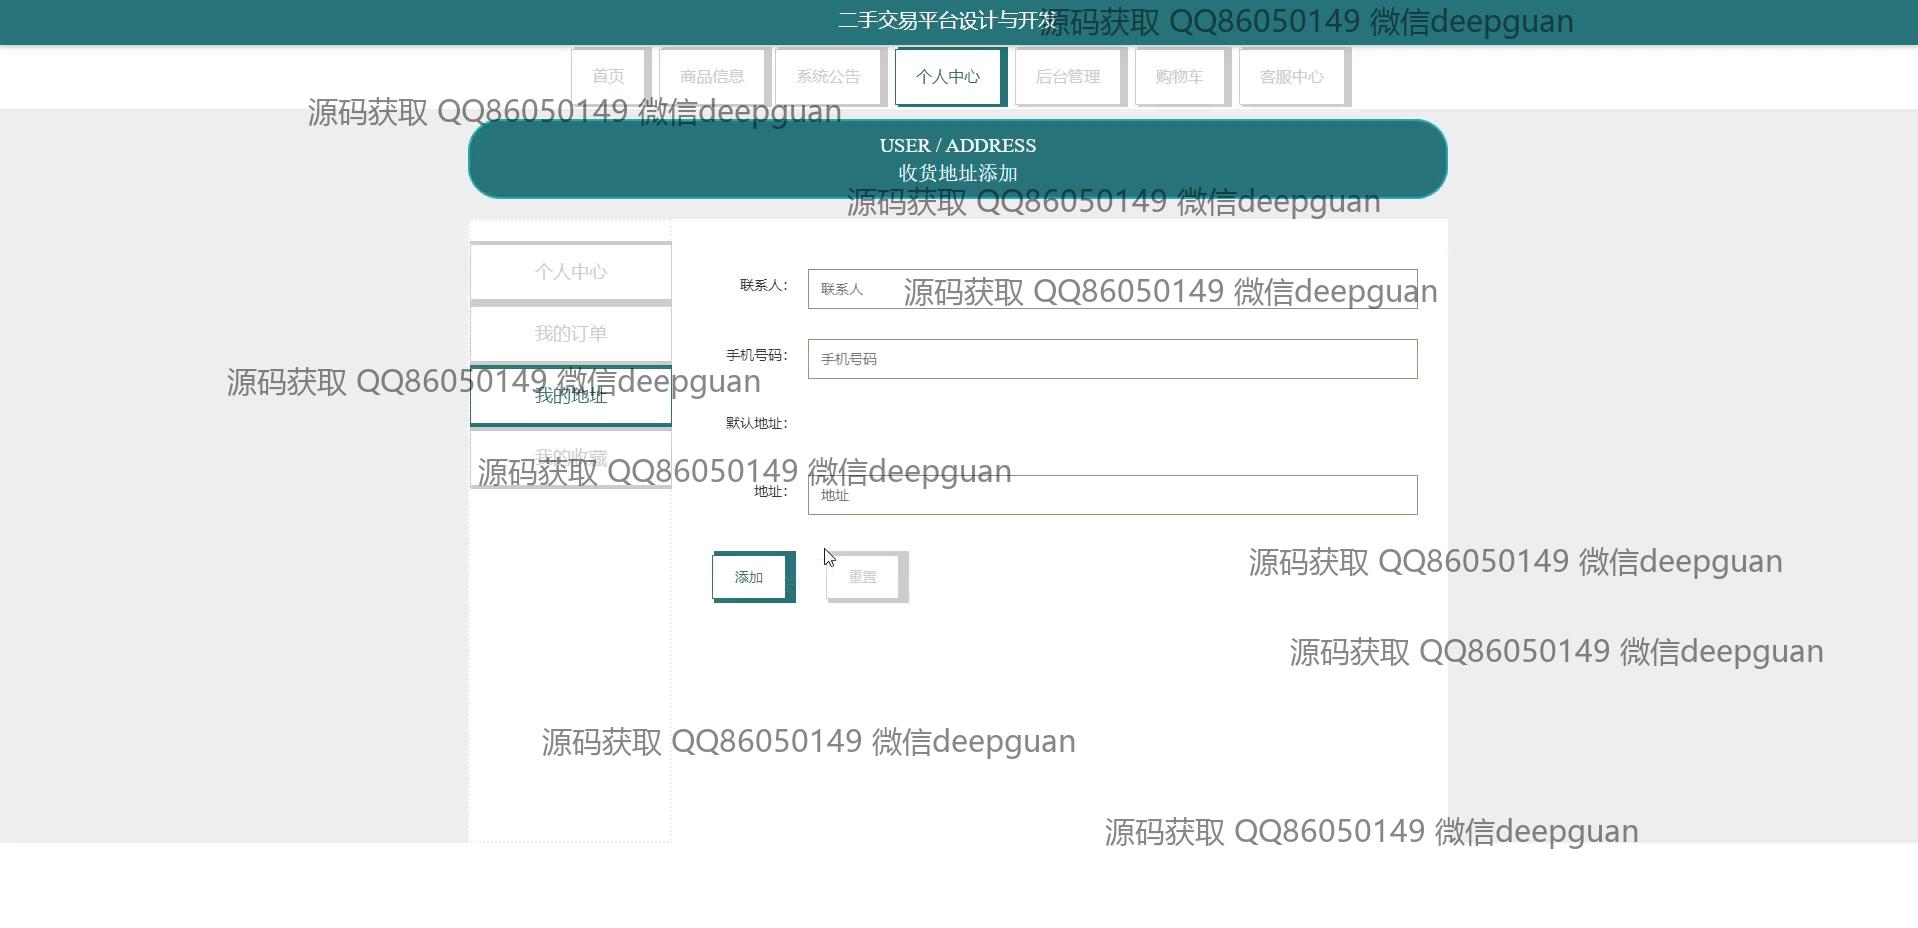 二手交易平台设计与开发
源码获取 QQ86050149 微信deepguan
首页 商品信息 系统公告 个人中心 后台管理 购物车 客服中心
源码获取 QQ86050149 微信deepguan
USER / ADDRESS
收货地址添加
源码获取 QQ86050149 微信deepguan
个人中心
联系人： 联系人
源码获取 QQ86050149 微信deepguan
我的订单
手机号码： 手机号码
源码获取 QQ86050149 微信deepguan
我的地址
默认地址：
我的收藏
源码获取 QQ86050149 微信deepguan
地址： 地址
源码获取 QQ86050149 微信deepguan
添加 重置
源码获取 QQ86050149 微信deepguan
源码获取 QQ86050149 微信deepguan
源码获取 QQ86050149 微信deepguan